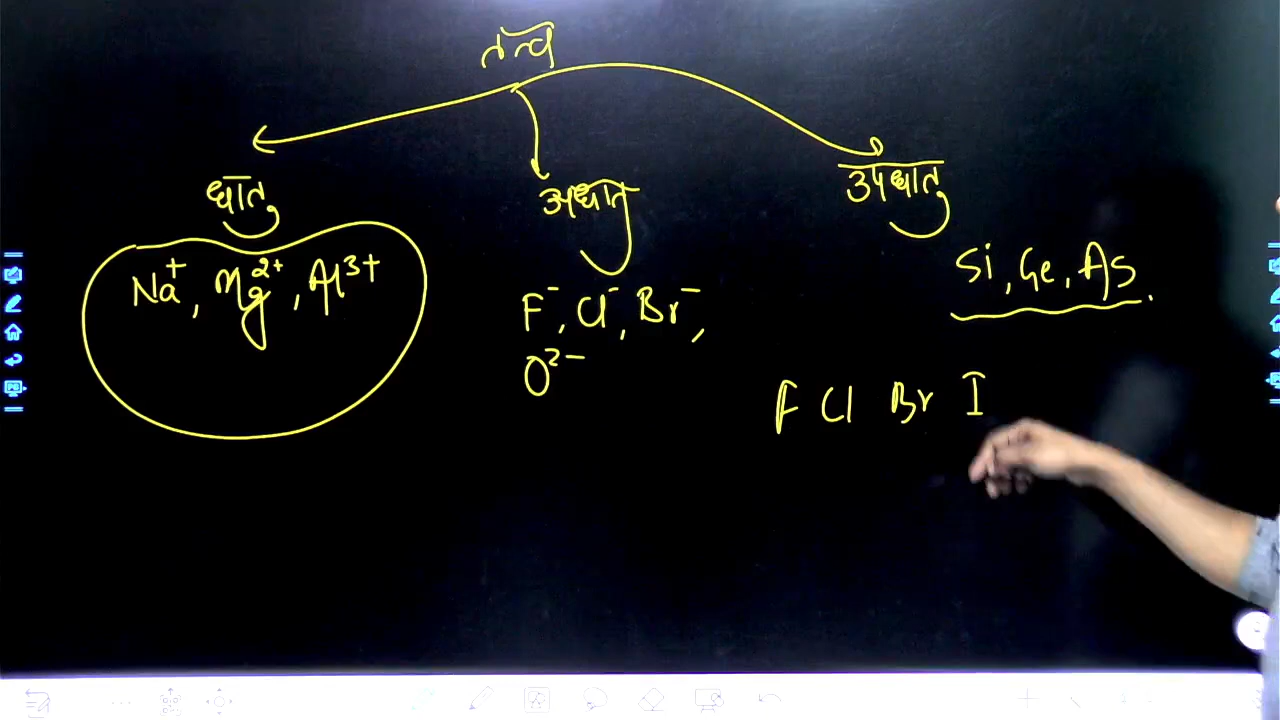 तत्व
धातु
अधातु
उपधातु
Na⁺, Mg²⁺, Al³⁺
F⁻, Cl⁻, Br⁻,
O²⁻
Si, Ge, As.
F Cl Br I